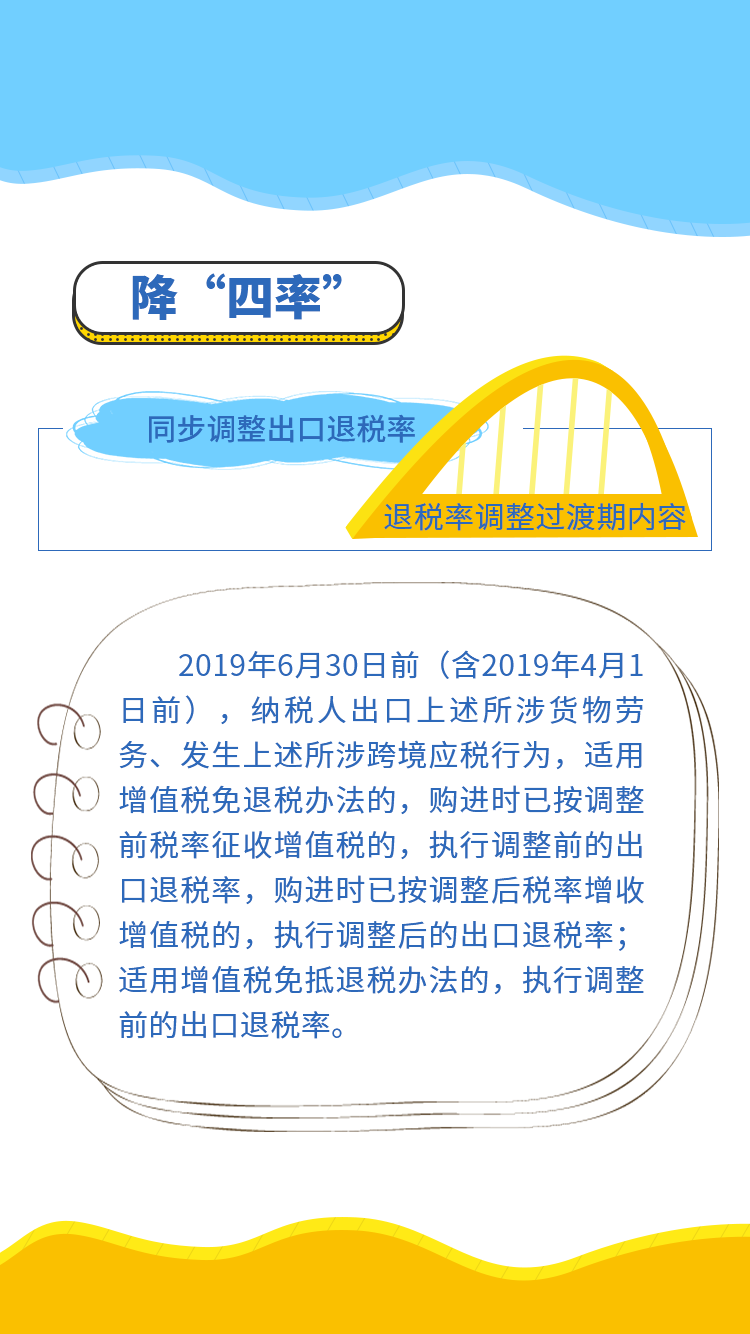 降“四率”
同步调整出口退税率
退税率调整过渡期内容
2019年6月30日前（含2019年4月1
日前），纳税人出口上述所涉货物劳
务、发生上述所涉跨境应税行为，适用
增值税免退税办法的，购进时已按调整
前税率征收增值税的，执行调整前的出
口退税率，购进时已按调整后税率增收
增值税的，执行调整后的出口退税率；
适用增值税免抵退税办法的，执行调整
前的出口退税率。